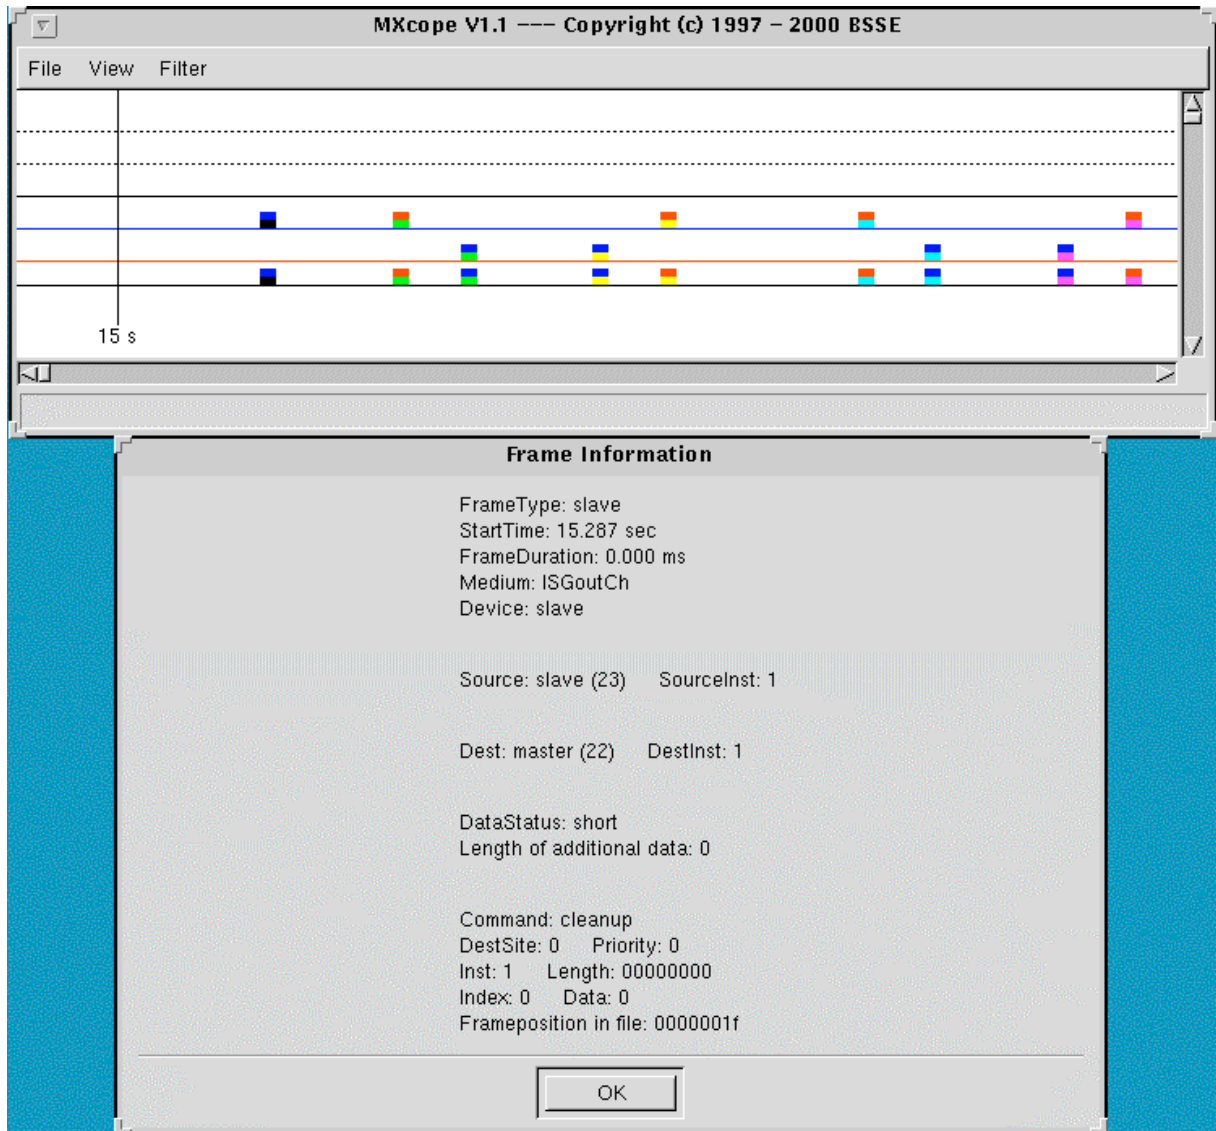 MXcope V1.1 --- Copyright (c) 1997 - 2000 BSSE
File View Filter
15 s
Frame Information
FrameType: slave
StartTime: 15.287 sec
FrameDuration: 0.000 ms
Medium: ISGoutCh
Device: slave
Source: slave (23) SourceInst: 1
Dest: master (22) DestInst: 1
DataStatus: short
Length of additional data: 0
Command: cleanup
DestSite: 0 Priority: 0
Inst: 1 Length: 00000000
Index: 0 Data: 0
Frameposition in file: 0000001f
OK